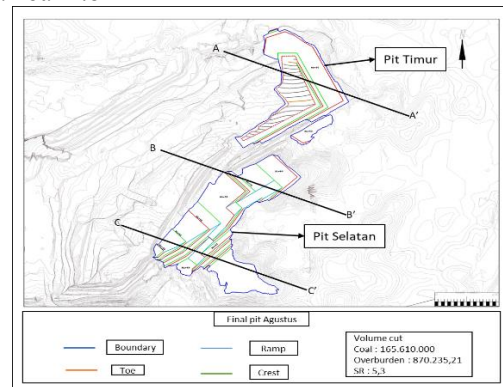 A
Pit Timur
A'
B
B'
C
Pit Selatan
C'
Final pit Agustus
Boundary
Ramp
Toe
Crest
Volume cut
Coal : 165.610.000
Overburden : 870.235,21
SR : 5,3